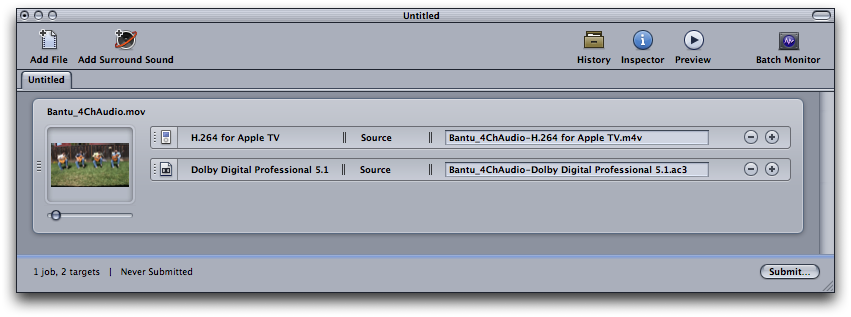 Untitled
Add File Add Surround Sound History Inspector Preview Batch Monitor
Untitled
Bantu_4ChAudio.mov
H.264 for Apple TV Source Bantu_4ChAudio-H.264 for Apple TV.m4v
Dolby Digital Professional 5.1 Source Bantu_4ChAudio-Dolby Digital Professional 5.1.ac3
1 job, 2 targets | Never Submitted Submit...